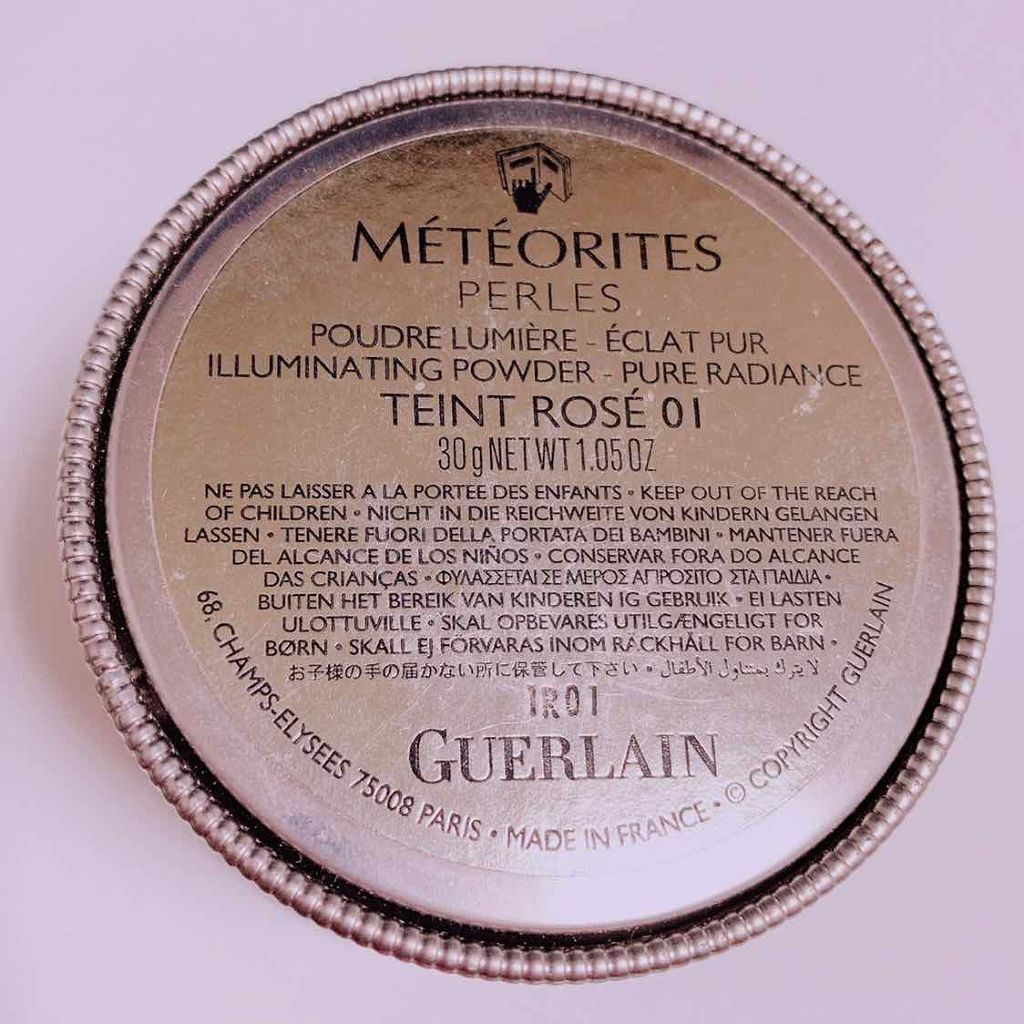 MÉTÉORITES
PERLES
POUDRE LUMIÈRE - ÉCLAT PUR
ILLUMINATING POWDER - PURE RADIANCE
TEINT ROSÉ 01
30g NET WT 1.05 OZ
NE PAS LAISSER A LA PORTEE DES ENFANTS • KEEP OUT OF THE REACH
OF CHILDREN • NICHT IN DIE REICHWEITE VON KINDERN GELANGEN
LASSEN • TENERE FUORI DELLA PORTATA DEI BAMBINI • MANTENER FUERA
DEL ALCANCE DE LOS NIÑOS • CONSERVAR FORA DO ALCANCE
DAS CRIANÇAS • ΦΥΛΑΣΣΕΤΑΙ ΣΕ ΜΕΡΟΣ ΑΠΡΟΣΙΤΟ ΣΤΑ ΠΑΙΔΙΑ •
BUITEN HET BEREIK VAN KINDEREN IG GEBRUIK • EI LASTEN
ULOTTUVILLE • SKAL OPBEVARES UTILGÆNGELIGT FOR
BØRN • SKALL EJ FÖRVARAS INOM RÄCKHÅLL FOR BARN •
お子様の手の届かない所に保管して下さい • لا يترك بمتناول الأطفال
1R01
GUERLAIN
68, CHAMPS-ELYSEES 75008 PARIS • MADE IN FRANCE • © COPYRIGHT GUERLAIN